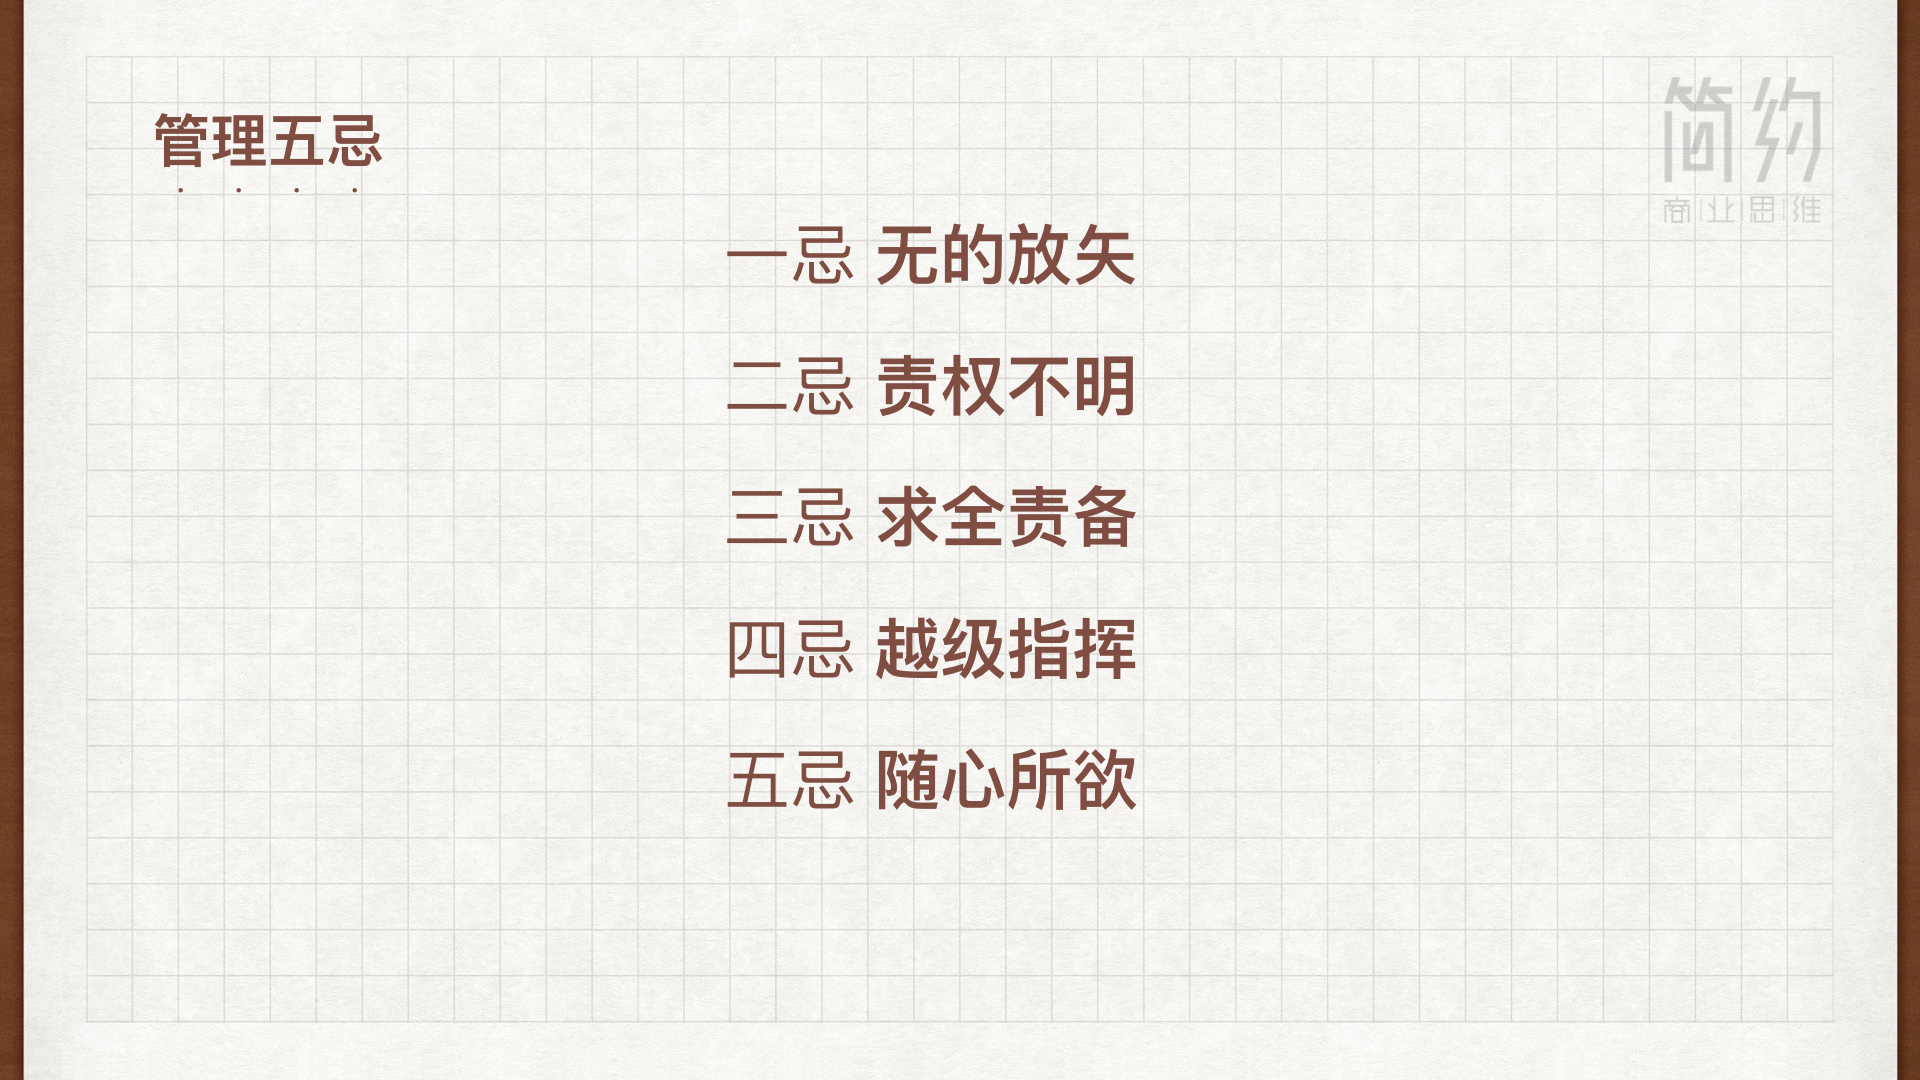 管理五忌
简约
商|业|思|维
一忌 无的放矢
二忌 责权不明
三忌 求全责备
四忌 越级指挥
五忌 随心所欲